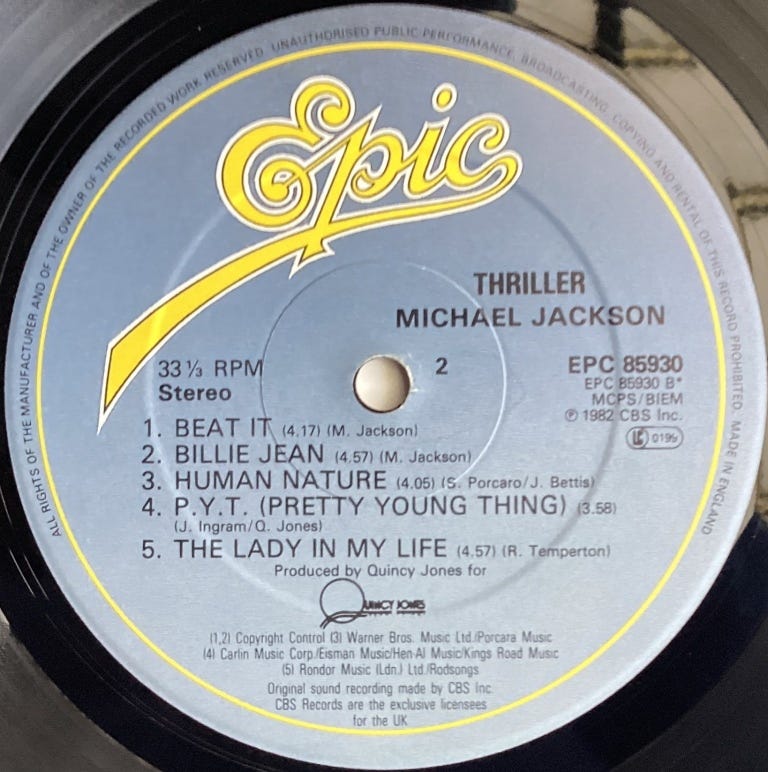 ALL RIGHTS OF THE MANUFACTURER AND OF THE OWNER OF THE RECORDED WORK RESERVED. UNAUTHORISED PUBLIC PERFORMANCE, BROADCASTING, COPYING AND RENTAL OF THIS RECORD PROHIBITED. MADE IN ENGLAND
Epic
THRILLER
MICHAEL JACKSON
33⅓ RPM
Stereo
2
EPC 85930
EPC 85930 B*
MCPS/BIEM
℗ 1982 CBS Inc.
LC 0199
1. BEAT IT (4.17) (M. Jackson)
2. BILLIE JEAN (4.57) (M. Jackson)
3. HUMAN NATURE (4.05) (S. Porcaro/J. Bettis)
4. P.Y.T. (PRETTY YOUNG THING) (3.58)
(J. Ingram/Q. Jones)
5. THE LADY IN MY LIFE (4.57) (R. Temperton)
Produced by Quincy Jones for
QUINCY JONES
(1,2) Copyright Control (3) Warner Bros. Music Ltd./Porcara Music
(4) Carlin Music Corp./Eisman Music/Hen-Al Music/Kings Road Music
(5) Rondor Music (Ldn.) Ltd./Rodsongs
Original sound recording made by CBS Inc.
CBS Records are the exclusive licensees
for the UK